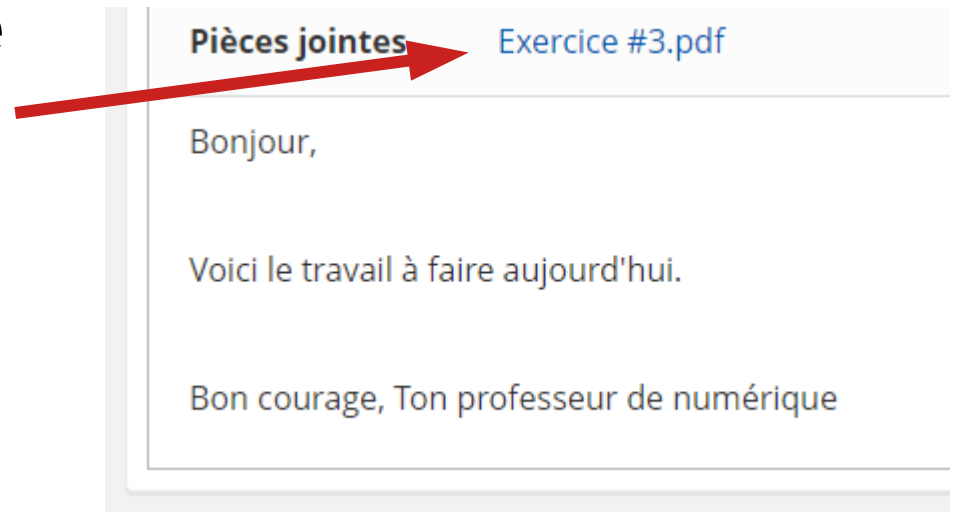 Pièces jointes Exercice #3.pdf
Bonjour,
Voici le travail à faire aujourd'hui.
Bon courage, Ton professeur de numérique